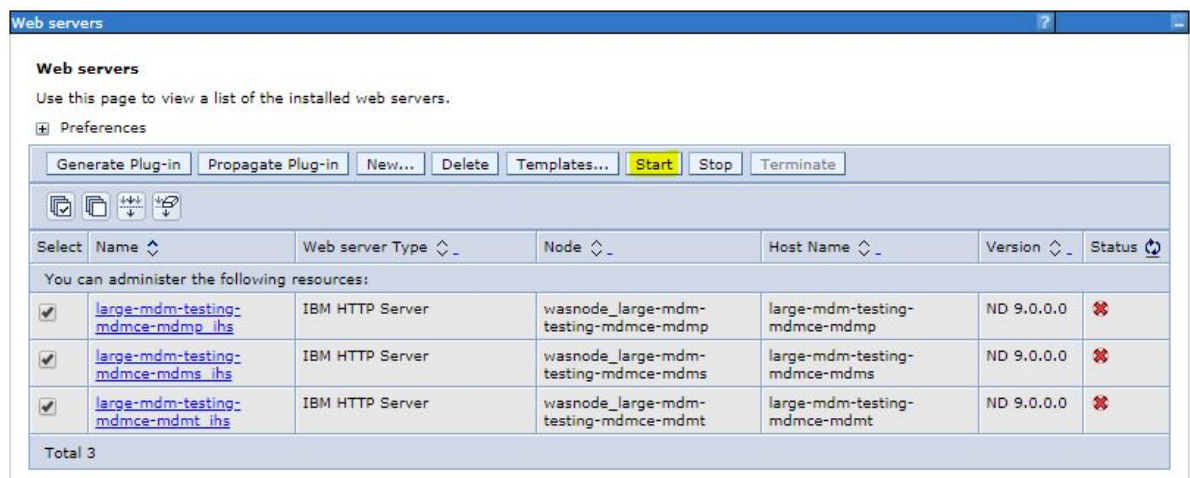 Web servers ? –
Web servers
Use this page to view a list of the installed web servers.
Preferences
Generate Plug-in Propagate Plug-in New... Delete Templates... Start Stop Terminate
Select Name Web server Type Node Host Name Version Status
You can administer the following resources:
large-mdm-testing- IBM HTTP Server wasnode_large-mdm- large-mdm-testing- ND 9.0.0.0
mdmce-mdmp_ihs testing-mdmce-mdmp mdmce-mdmp
large-mdm-testing- IBM HTTP Server wasnode_large-mdm- large-mdm-testing- ND 9.0.0.0
mdmce-mdms_ihs testing-mdmce-mdms mdmce-mdms
large-mdm-testing- IBM HTTP Server wasnode_large-mdm- large-mdm-testing- ND 9.0.0.0
mdmce-mdmt_ihs testing-mdmce-mdmt mdmce-mdmt
Total 3